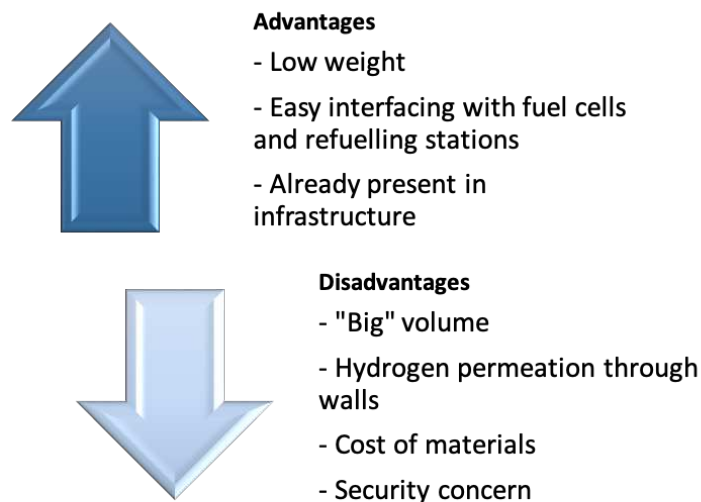 Advantages
- Low weight
- Easy interfacing with fuel cells
and refuelling stations
- Already present in
infrastructure
Disadvantages
- "Big" volume
- Hydrogen permeation through
walls
- Cost of materials
- Security concern